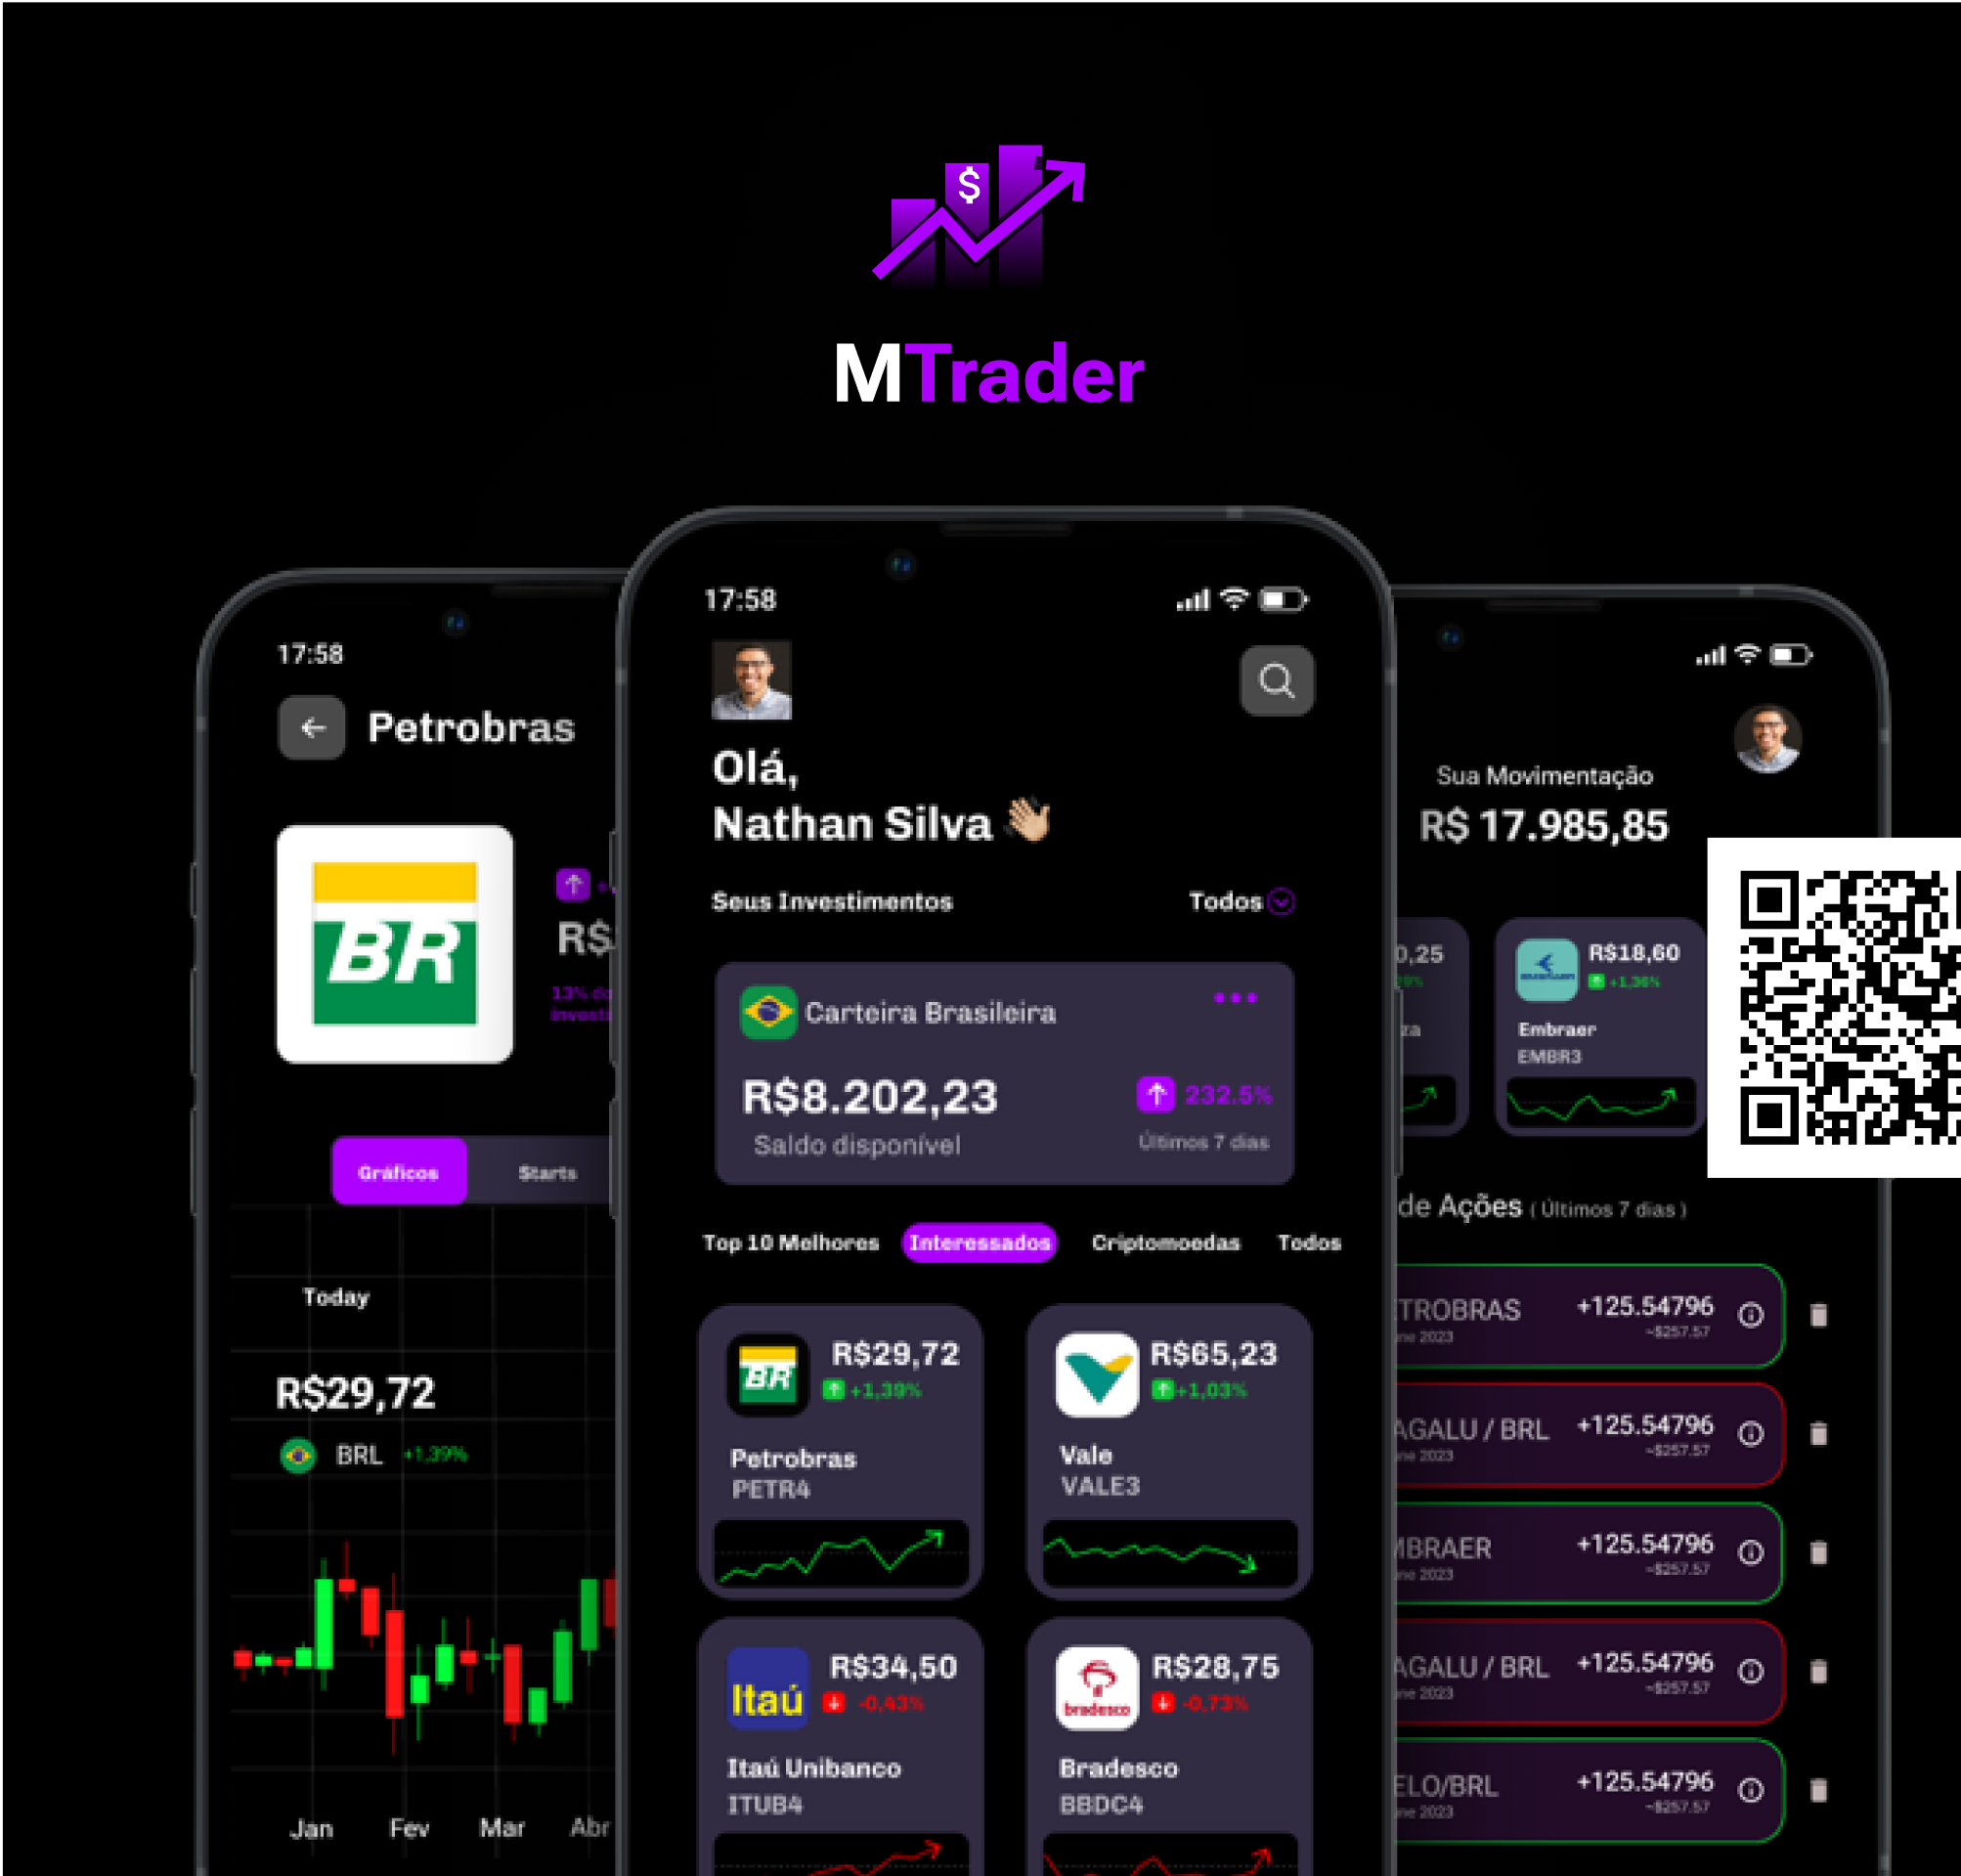 $
MTrader
17:58
Petrobras
BR
R$
13% do
Gráficos
Starts
Today
R$29,72
BRL +1,39%
Jan Fev Mar Abr
17:58
Olá,
Nathan Silva
Seus Investimentos
Todos
Carteira Brasileira
R$8.202,23
232.5%
Saldo disponível
Últimos 7 dias
Top 10 Melhores
Interessados
Criptomoedas
Todos
BR
R$29,72
+1,39%
Petrobras
PETR4
R$65,23
+1,03%
Vale
VALE3
Itaú
R$34,50
-0,43%
Itaú Unibanco
ITUB4
bradesco
R$28,75
-0,73%
Bradesco
BBDC4
Sua Movimentação
R$ 17.985,85
0,25
za
R$18,60
+1,36%
Embraer
EMBR3
de Ações ( Últimos 7 dias )
TROBRAS
+125.54796
ne 2023
~$257.57
AGALU / BRL
+125.54796
ne 2023
~$257.57
MBRAER
+125.54796
ne 2023
~$257.57
AGALU / BRL
+125.54796
ne 2023
~$257.57
ELO/BRL
+125.54796
ne 2023
~$257.57